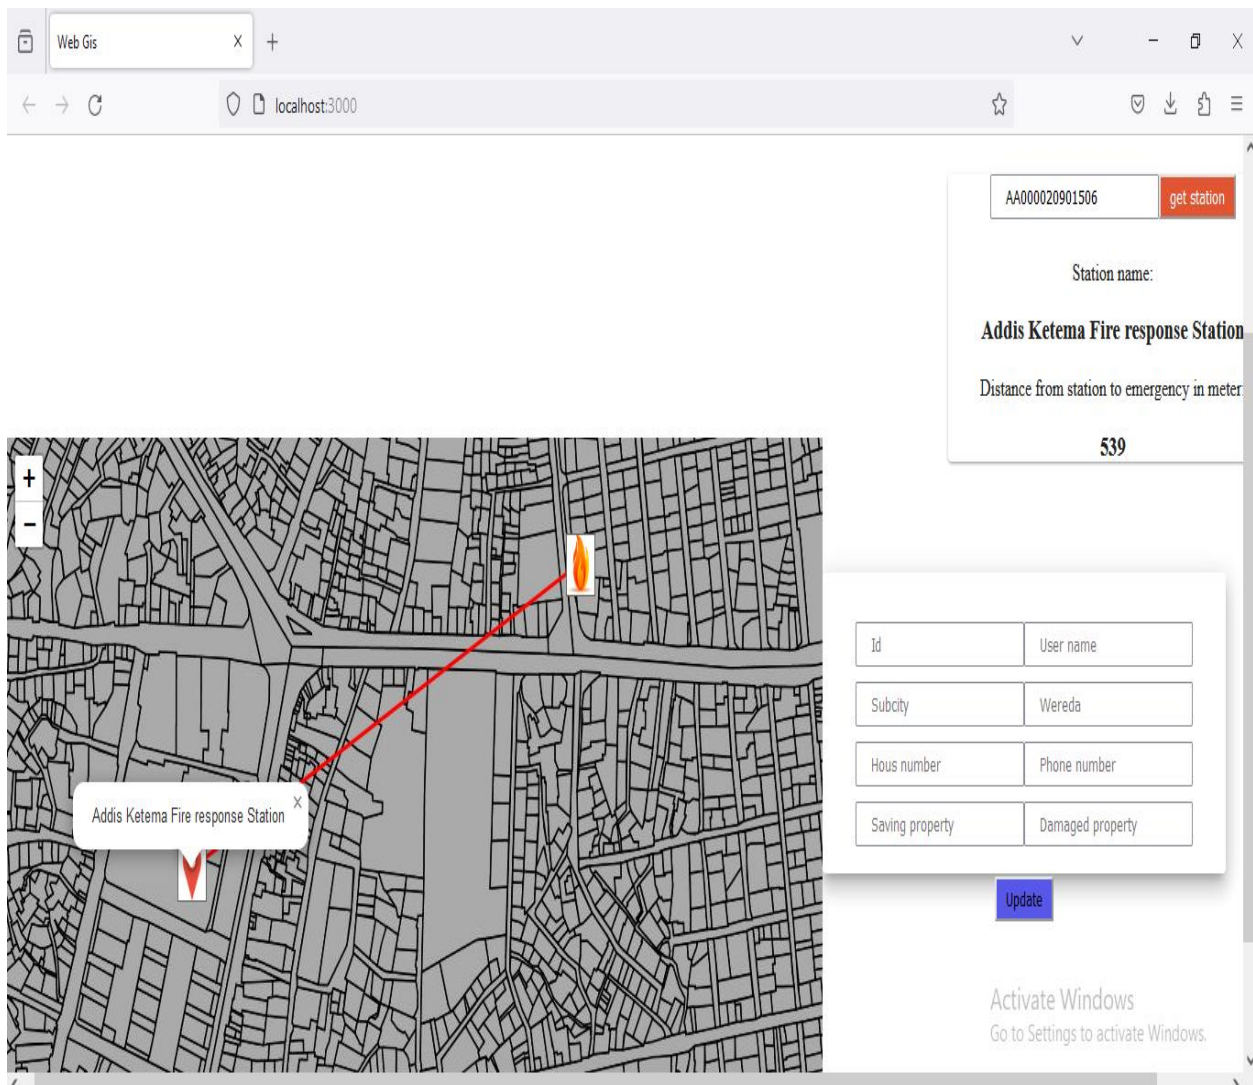 Web Gis
localhost:3000
AA000020901506 get station
Station name:
Addis Ketema Fire response Station
Distance from station to emergency in meter:
539
+
−
Addis Ketema Fire response Station ×
Id User name
Subcity Wereda
Hous number Phone number
Saving property Damaged property
Update
Activate Windows
Go to Settings to activate Windows.